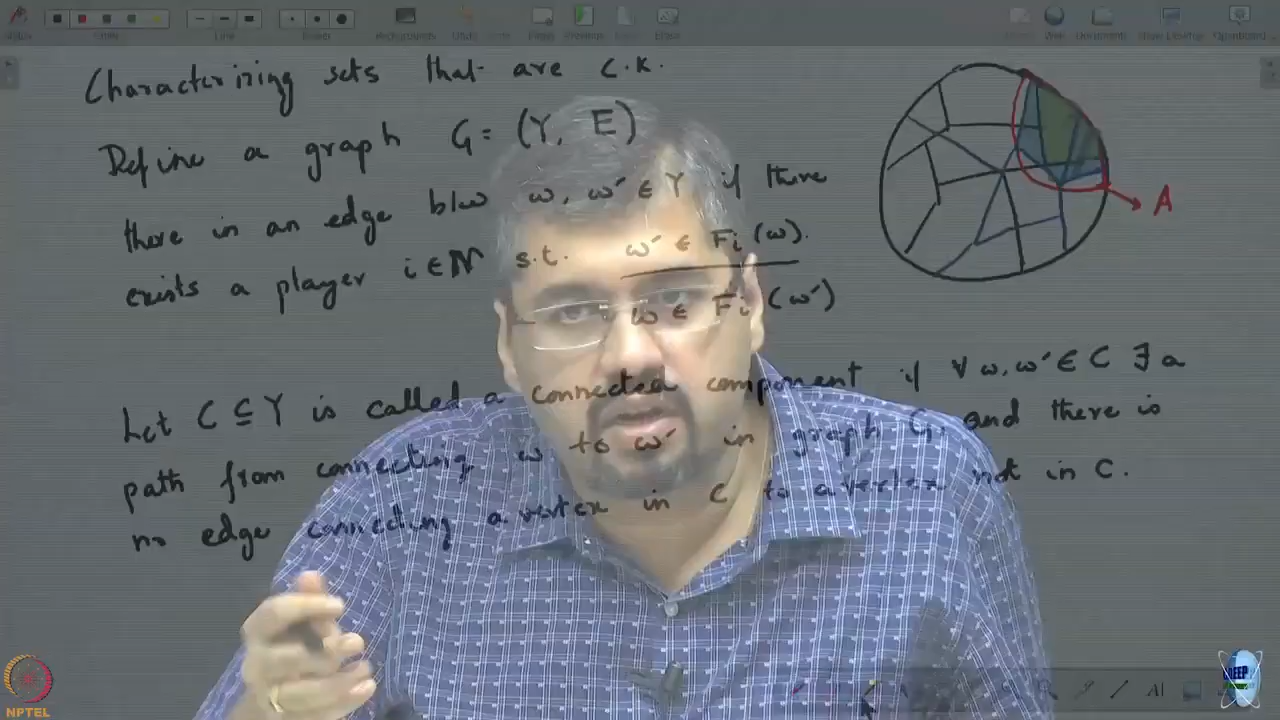 Characterizing sets that are C.K.
Define a graph G = (Y, E)
there is an edge b/w ω, ω' ∈ Y if there
exists a player i ∈ N s.t. ω' ∈ Fi (ω).
ω ∈ Fi (ω')
A
Let C ⊆ Y is called a connected component if ∀ ω, ω' ∈ C ∃ a
path from connecting ω to ω' in graph G, and there is
no edge connecting a vertex in C to a vertex not in C.
NPTEL